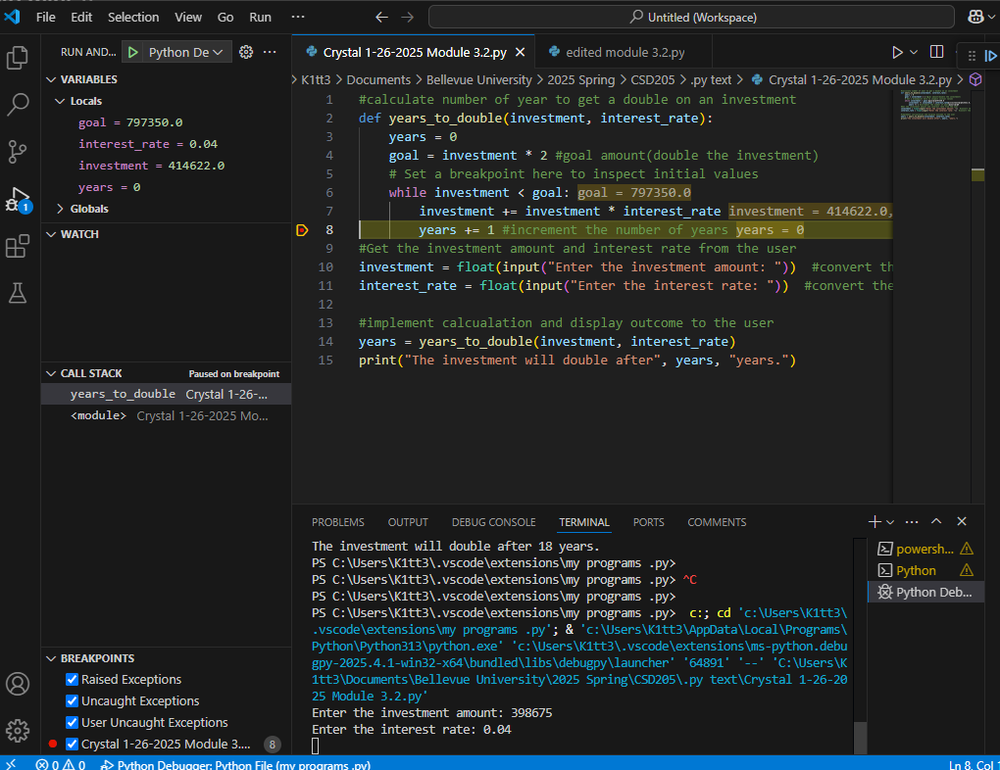 File Edit Selection View Go Run ··· Untitled (Workspace)
RUN AND... Python De ···
Crystal 1-26-2025 Module 3.2.py edited module 3.2.py
K1tt3 > Documents > Bellevue University > 2025 Spring > CSD205 > .py text > Crystal 1-26-2025 Module 3.2.py >
VARIABLES
Locals
goal = 797350.0
interest_rate = 0.04
investment = 414622.0
years = 0
Globals
WATCH
1
CALL STACK Paused on breakpoint
years_to_double Crystal 1-26-...
<module> Crystal 1-26-2025 Mo...
BREAKPOINTS
Raised Exceptions
Uncaught Exceptions
User Uncaught Exceptions
Crystal 1-26-2025 Module 3.... 8
1 #calculate number of year to get a double on an investment
2 def years_to_double(investment, interest_rate):
3 years = 0
4 goal = investment * 2 #goal amount(double the investment)
5 # Set a breakpoint here to inspect initial values
6 while investment < goal: goal = 797350.0
7 investment += investment * interest_rate investment = 414622.0,
8 years += 1 #increment the number of years years = 0
9 #Get the investment amount and interest rate from the user
10 investment = float(input("Enter the investment amount: ")) #convert th
11 interest_rate = float(input("Enter the interest rate: ")) #convert the
12
13 #implement calcualation and display outcome to the user
14 years = years_to_double(investment, interest_rate)
15 print("The investment will double after", years, "years.")
PROBLEMS OUTPUT DEBUG CONSOLE TERMINAL PORTS COMMENTS
The investment will double after 18 years.
PS C:\Users\K1tt3\.vscode\extensions\my programs .py>
PS C:\Users\K1tt3\.vscode\extensions\my programs .py> ^C
PS C:\Users\K1tt3\.vscode\extensions\my programs .py>
PS C:\Users\K1tt3\.vscode\extensions\my programs .py> c:; cd 'c:\Users\K1tt3\
.vscode\extensions\my programs .py'; & 'c:\Users\K1tt3\AppData\Local\Programs\
Python\Python313\python.exe' 'c:\Users\K1tt3\.vscode\extensions\ms-python.debu
gpy-2025.4.1-win32-x64\bundled\libs\debugpy\launcher' '64891' '--' 'C:\Users\K
1tt3\Documents\Bellevue University\2025 Spring\CSD205\.py text\Crystal 1-26-20
25 Module 3.2.py'
Enter the investment amount: 398675
Enter the interest rate: 0.04
powersh...
Python
Python Deb...
0 0 Python Debugger: Python File (my programs .py) Ln 8, Col 1